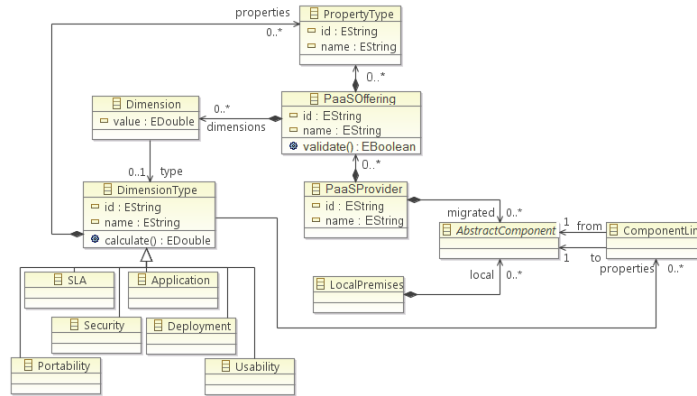 properties
PropertyType
0..*
id : EString
name : EString
0..*
PaaSOffering
id : EString
name : EString
validate() : EBoolean
Dimension
value : EDouble
0..*
dimensions
0..*
0..1
type
DimensionType
id : EString
name : EString
calculate() : EDouble
PaaSProvider
id : EString
name : EString
migrated
0..*
AbstractComponent
1
from
1
to
ComponentLin
properties
0..*
local
0..*
LocalPremises
SLA
Application
Security
Deployment
Portability
Usability